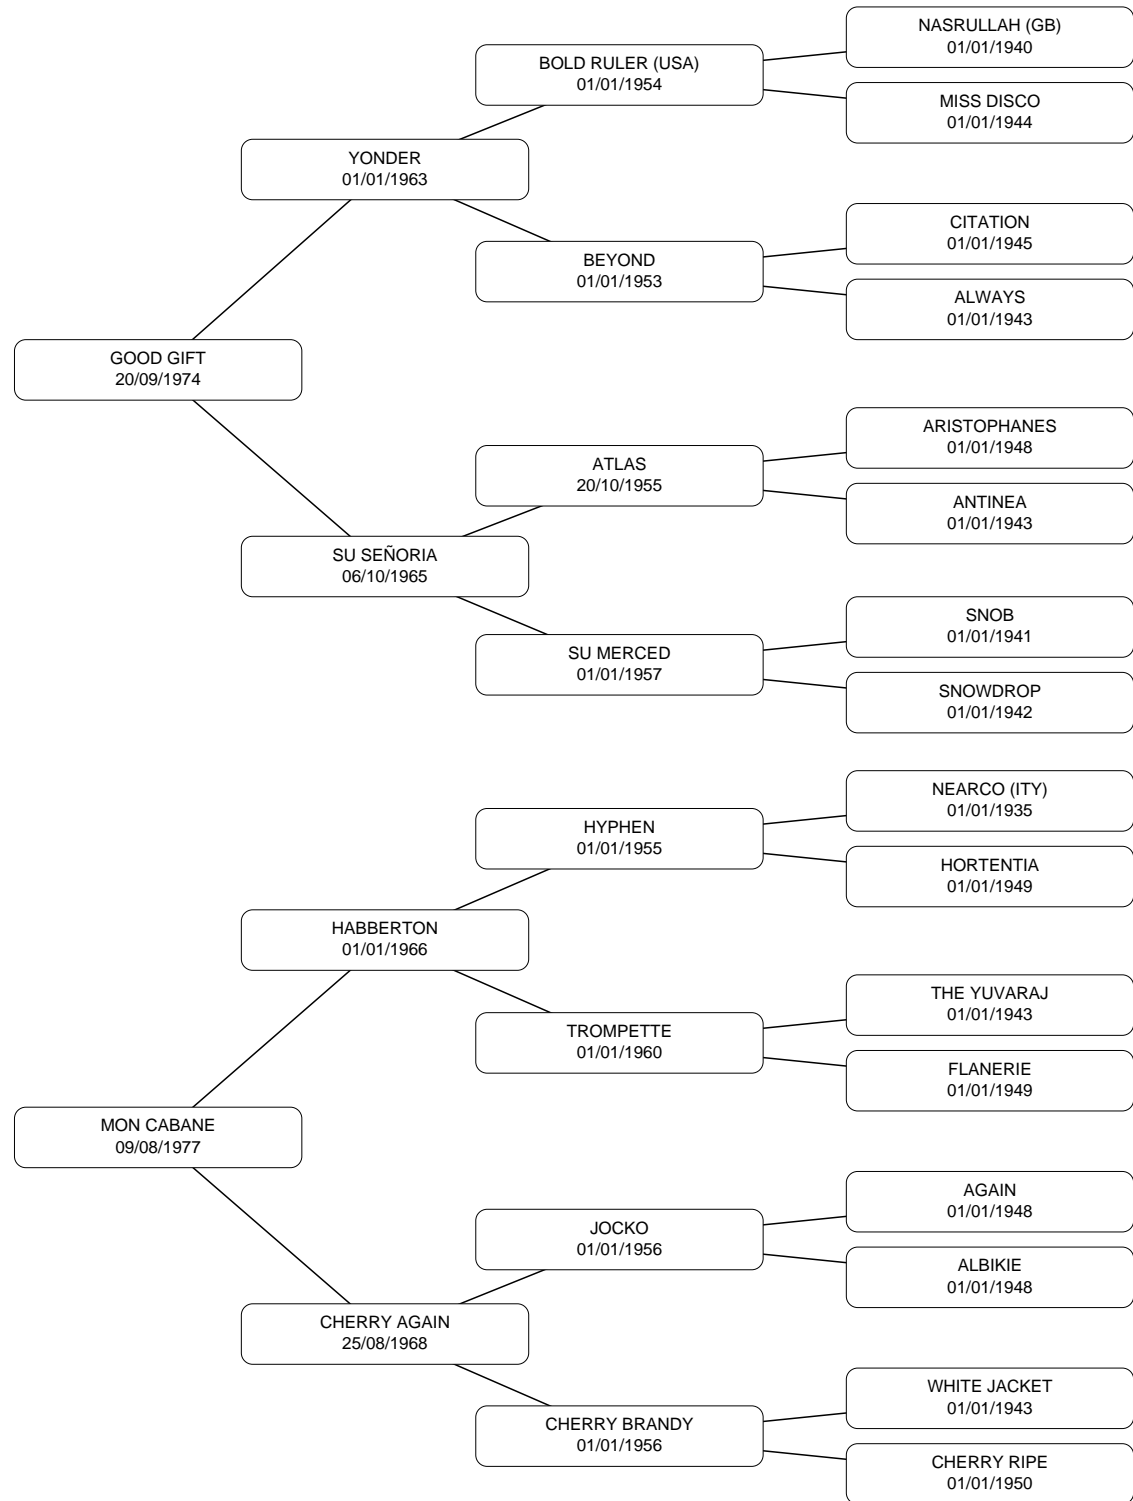 NASRULLAH (GB)
01/01/1940
BOLD RULER (USA)
01/01/1954
MISS DISCO
01/01/1944
YONDER
01/01/1963
CITATION
01/01/1945
BEYOND
01/01/1953
ALWAYS
01/01/1943
GOOD GIFT
20/09/1974
ARISTOPHANES
01/01/1948
ATLAS
20/10/1955
ANTINEA
01/01/1943
SU SEÑORIA
06/10/1965
SNOB
01/01/1941
SU MERCED
01/01/1957
SNOWDROP
01/01/1942
NEARCO (ITY)
01/01/1935
HYPHEN
01/01/1955
HORTENTIA
01/01/1949
HABBERTON
01/01/1966
THE YUVARAJ
01/01/1943
TROMPETTE
01/01/1960
FLANERIE
01/01/1949
MON CABANE
09/08/1977
AGAIN
01/01/1948
JOCKO
01/01/1956
ALBIKIE
01/01/1948
CHERRY AGAIN
25/08/1968
WHITE JACKET
01/01/1943
CHERRY BRANDY
01/01/1956
CHERRY RIPE
01/01/1950